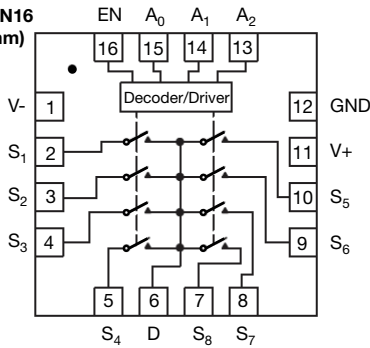 N16
EN A₀ A₁ A₂
m)
16 15 14 13
Decoder/Driver
V- 1 12 GND
S₁ 2 11 V+
S₂ 3 10 S₅
S₃ 4 9 S₆
5 6 7 8
S₄ D S₈ S₇